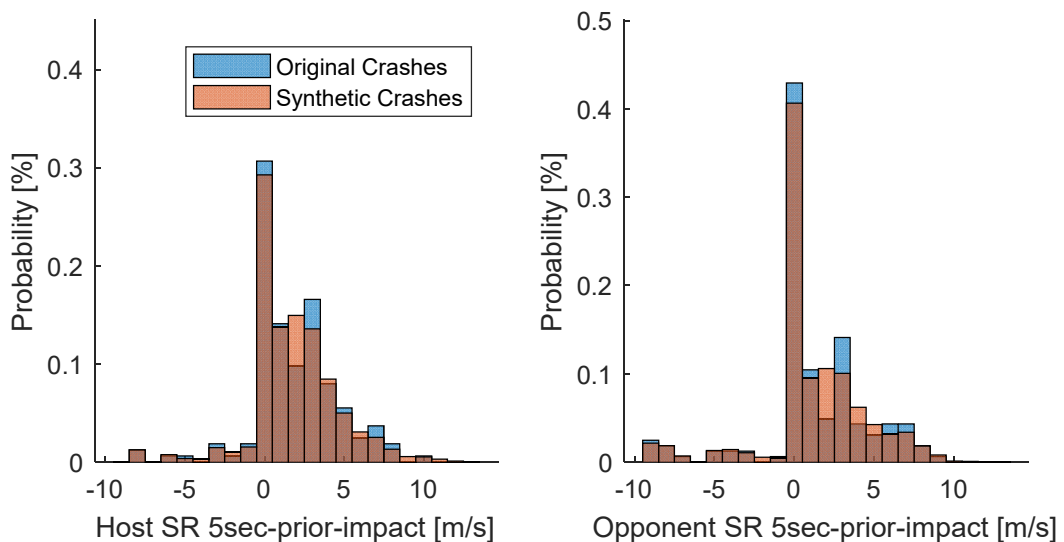 0.4
0.3
0.2
0.1
0
Probability [%]
-10 -5 0 5 10
Host SR 5sec-prior-impact [m/s]
Original Crashes
Synthetic Crashes
0.5
0.4
0.3
0.2
0.1
0
Probability [%]
-10 -5 0 5 10
Opponent SR 5sec-prior-impact [m/s]